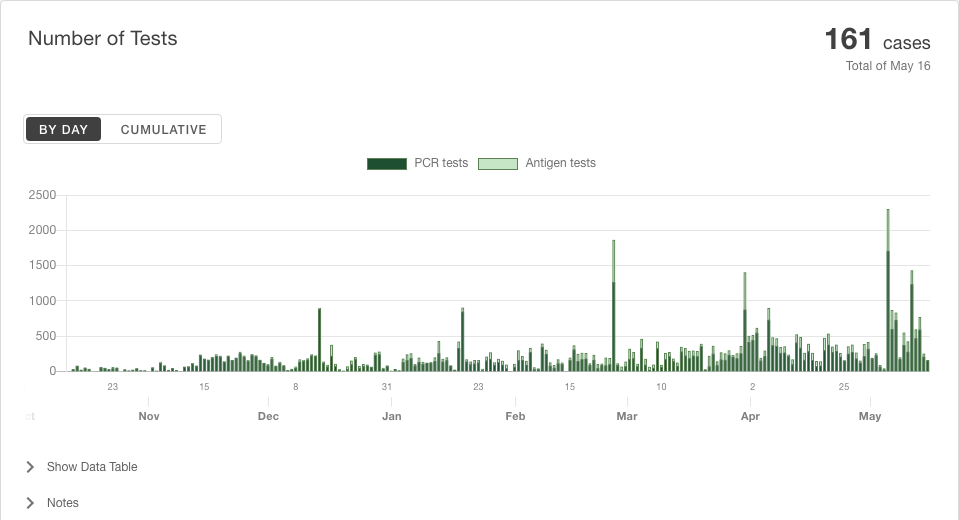 Number of Tests
161 cases
Total of May 16
BY DAY CUMULATIVE
PCR tests Antigen tests
2500
2000
1500
1000
500
0
23 15 8 31 23 15 10 2 25
Nov Dec Jan Feb Mar Apr May
Show Data Table
Notes